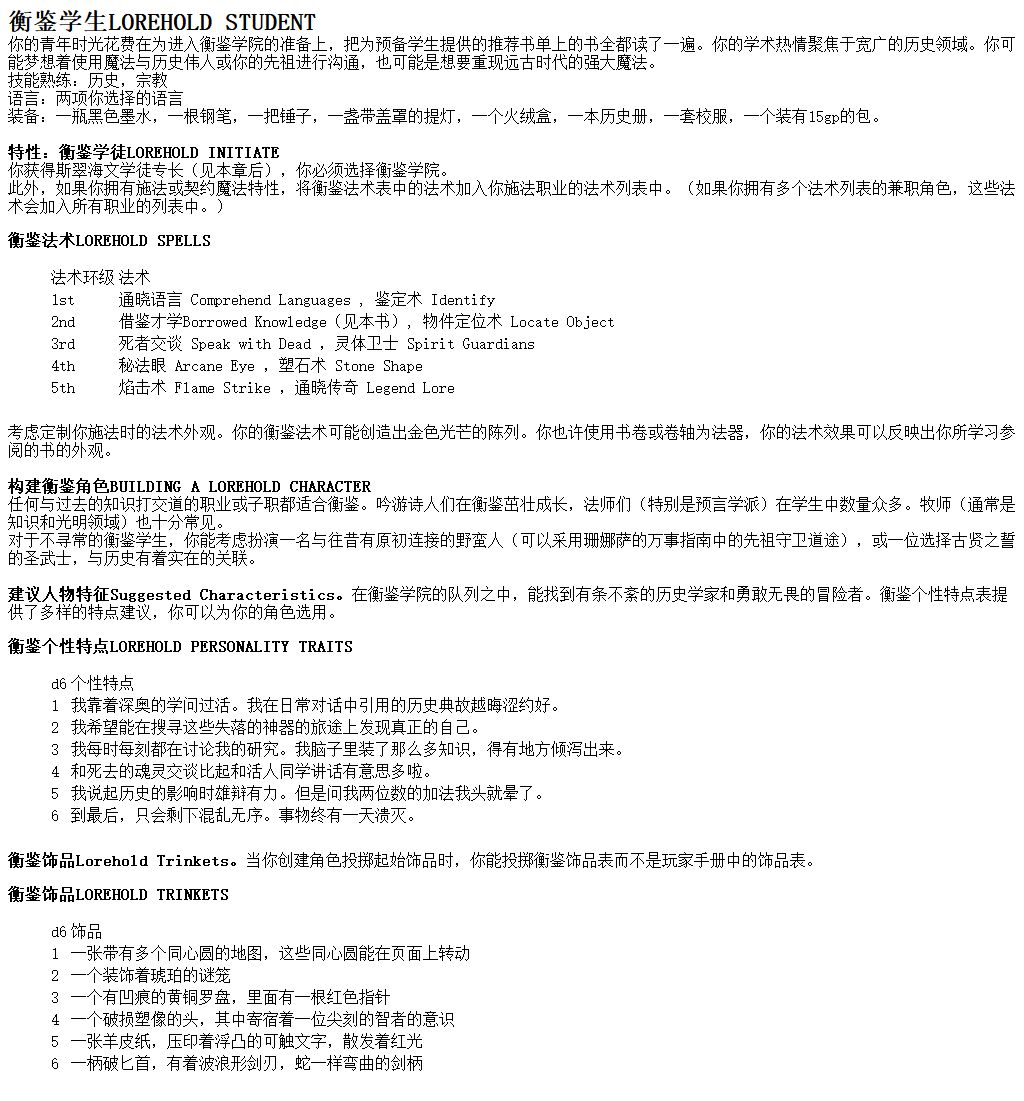 衡鉴学生LOREHOLD STUDENT
你的青年时光花费在为进入衡鉴学院的准备上，把为预备学生提供的推荐书单上的书全都读了一遍。你的学术热情聚焦于宽广的历史领域。你可
能梦想着使用魔法与历史伟人或你的先祖进行沟通，也可能是想要重现远古时代的强大魔法。
技能熟练：历史，宗教
语言：两项你选择的语言
装备：一瓶黑色墨水，一根钢笔，一把锤子，一盏带盖罩的提灯，一个火绒盒，一本历史册，一套校服，一个装有15gp的包。
特性：衡鉴学徒LOREHOLD INITIATE
你获得斯翠海文学徒专长（见本章后），你必须选择衡鉴学院。
此外，如果你拥有施法或契约魔法特性，将衡鉴法术表中的法术加入你施法职业的法术列表中。（如果你拥有多个法术列表的兼职角色，这些法
术会加入所有职业的列表中。）
衡鉴法术LOREHOLD SPELLS
法术环级 法术
1st 通晓语言 Comprehend Languages ，鉴定术 Identify
2nd 借鉴才学Borrowed Knowledge（见本书），物件定位术 Locate Object
3rd 死者交谈 Speak with Dead ，灵体卫士 Spirit Guardians
4th 秘法眼 Arcane Eye ，塑石术 Stone Shape
5th 焰击术 Flame Strike ，通晓传奇 Legend Lore
考虑定制你施法时的法术外观。你的衡鉴法术可能创造出金色光芒的陈列。你也许使用书卷或卷轴为法器，你的法术效果可以反映出你所学习参
阅的书的外观。
构建衡鉴角色BUILDING A LOREHOLD CHARACTER
任何与过去的知识打交道的职业或子职都适合衡鉴。吟游诗人们在衡鉴茁壮成长，法师们（特别是预言学派）在学生中数量众多。牧师（通常是
知识和光明领域）也十分常见。
对于不寻常的衡鉴学生，你能考虑扮演一名与往昔有原初连接的野蛮人（可以采用珊娜萨的万事指南中的先祖守卫道途），或一位选择古贤之誓
的圣武士，与历史有着实在的关联。
建议人物特征Suggested Characteristics。在衡鉴学院的队列之中，能找到有条不紊的历史学家和勇敢无畏的冒险者。衡鉴个性特点表提
供了多样的特点建议，你可以为你的角色选用。
衡鉴个性特点LOREHOLD PERSONALITY TRAITS
d6 个性特点
1 我靠着深奥的学问过活。我在日常对话中引用的历史典故越晦涩约好。
2 我希望能在搜寻这些失落的神器的旅途上发现真正的自己。
3 我每时每刻都在讨论我的研究。我脑子里装了那么多知识，得有地方倾泻出来。
4 和死去的魂灵交谈比起和活人同学讲话有意思多啦。
5 我说起历史的影响时雄辩有力。但是问我两位数的加法我头就晕了。
6 到最后，只会剩下混乱无序。事物终有一天溃灭。
衡鉴饰品Lorehold Trinkets。当你创建角色投掷起始饰品时，你能投掷衡鉴饰品表而不是玩家手册中的饰品表。
衡鉴饰品LOREHOLD TRINKETS
d6 饰品
1 一张带有多个同心圆的地图，这些同心圆能在页面上转动
2 一个装饰着琥珀的谜笼
3 一个有凹痕的黄铜罗盘，里面有一根红色指针
4 一个破损塑像的头，其中寄宿着一位尖刻的智者的意识
5 一张羊皮纸，压印着浮凸的可触文字，散发着红光
6 一柄破匕首，有着波浪形剑刃，蛇一样弯曲的剑柄